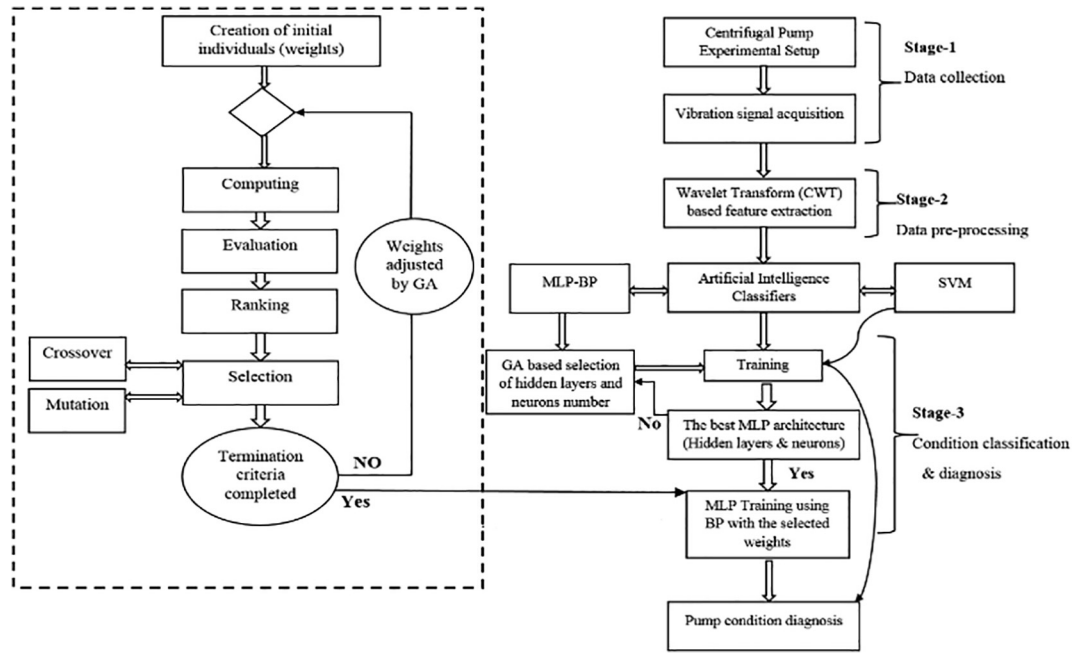 Creation of initial
individuals (weights)
Computing
Evaluation
Ranking
Crossover
Selection
Mutation
Termination
criteria
completed
NO
Yes
Weights
adjusted
by GA
Centrifugal Pump
Experimental Setup
Stage-1
Data collection
Vibration signal acquisition
Wavelet Transform (CWT)
based feature extraction
Stage-2
Data pre-processing
MLP-BP
Artificial Intelligence
Classifiers
SVM
GA based selection
of hidden layers and
neurons number
Training
No
The best MLP architecture
(Hidden layers & neurons)
Stage-3
Condition classification
& diagnosis
Yes
MLP Training using
BP with the selected
weights
Pump condition diagnosis